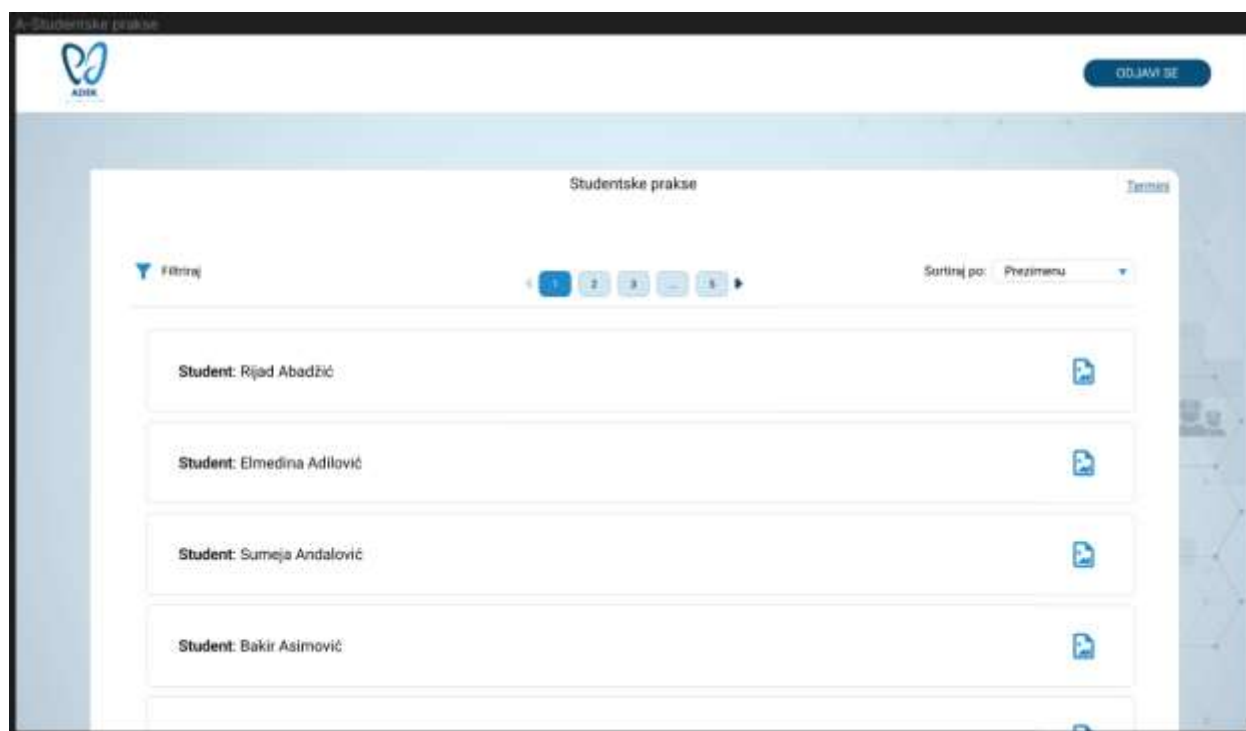 A-Studentske prakse
ADEK
ODJAVI SE
Studentske prakse
Termini
Filtriraj
1 2 3 ... 5
Sortiraj po: Prezimenu
Student: Rijad Abadžić
Student: Elmedina Adilović
Student: Sumeja Andalović
Student: Bakir Asimović